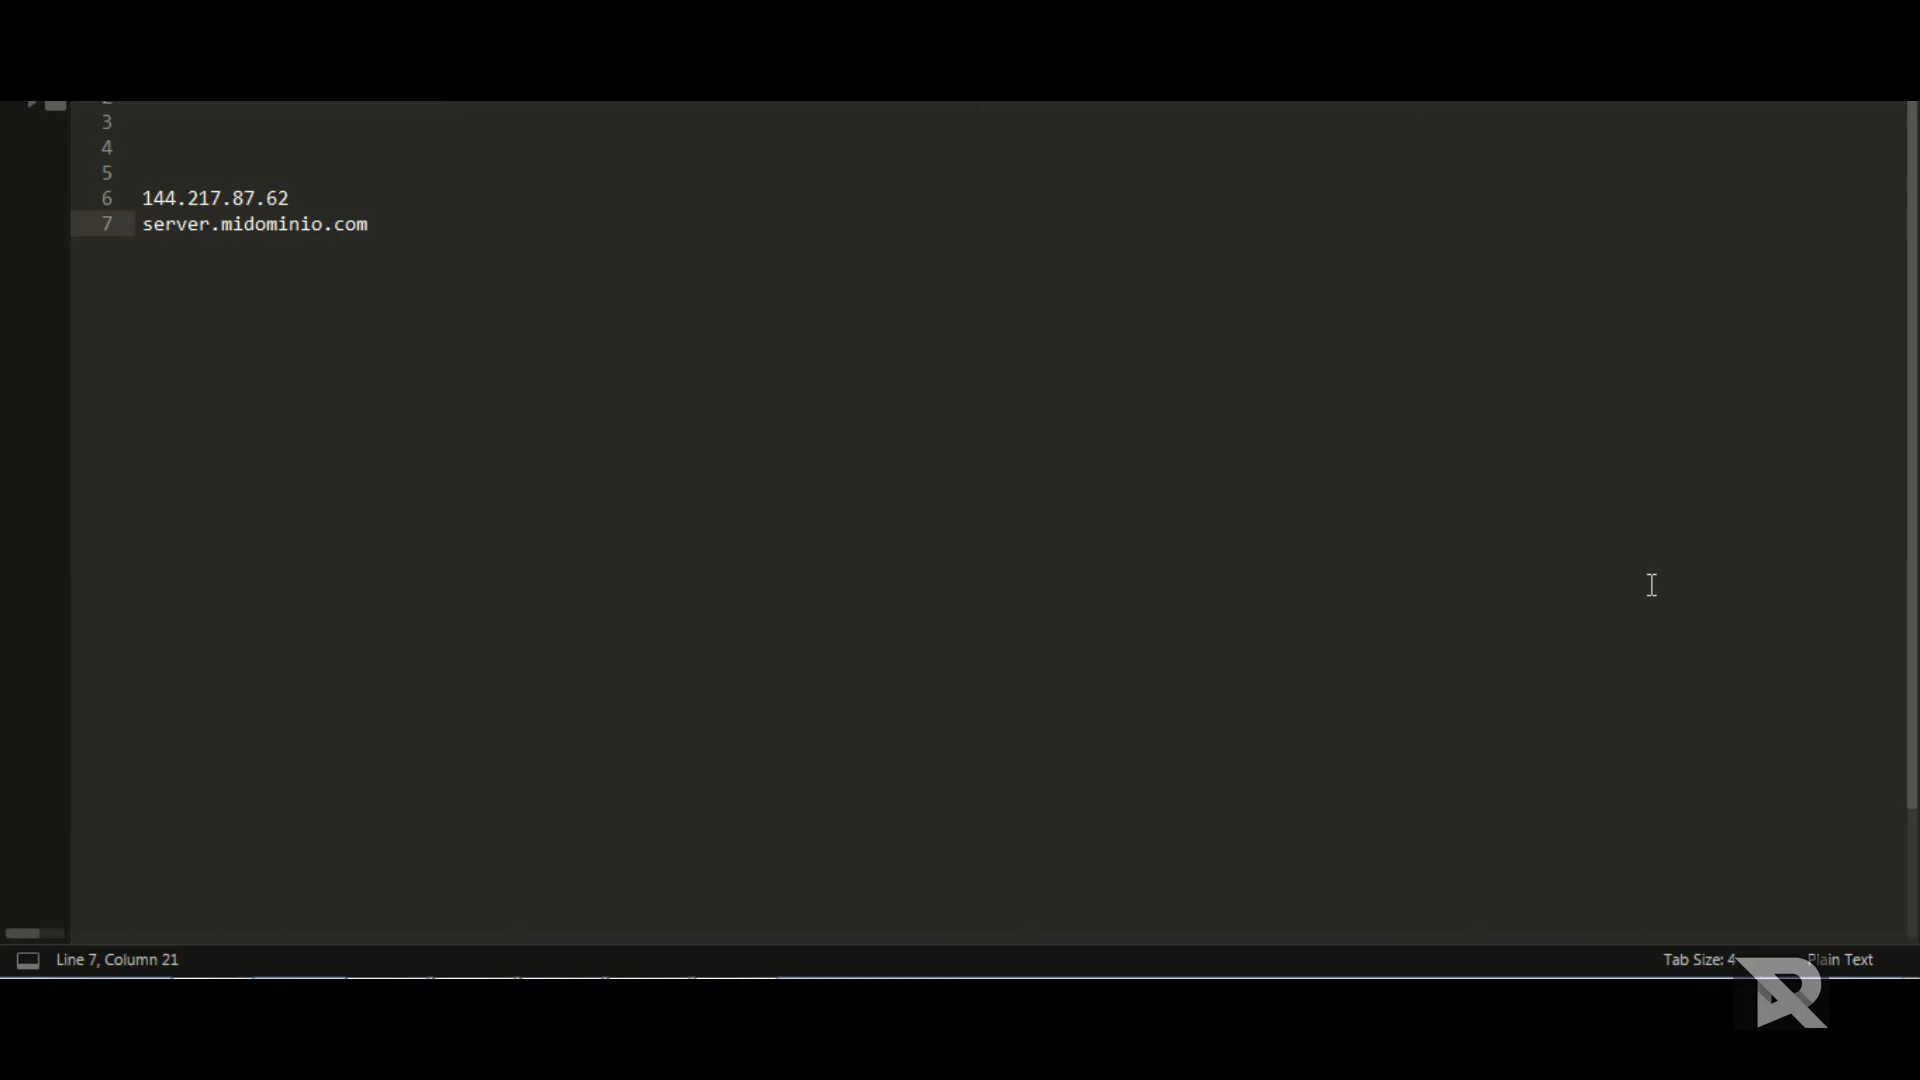 3
4
5
6 144.217.87.62
7 server.midominio.com
Line 7, Column 21
Tab Size: 4
Plain Text